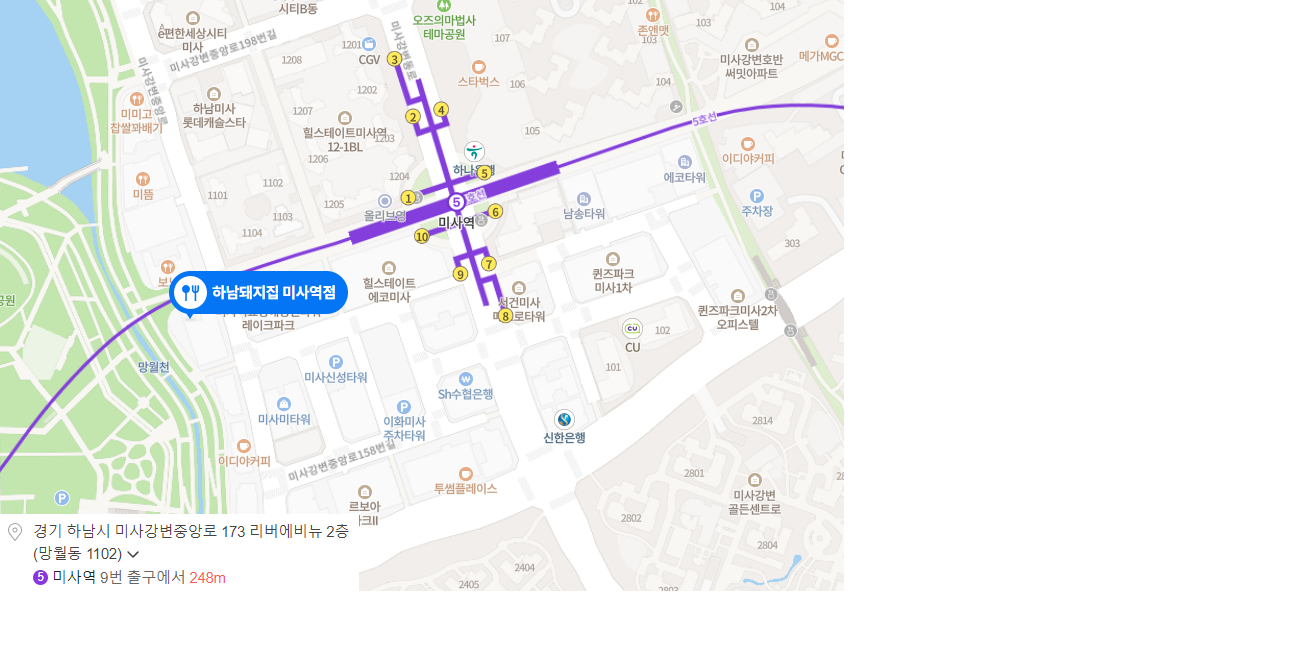 시티B동
오즈의마법사
테마공원
e편한세상시티
미사
미사강변중앙로198번길
미사강변중앙로
미사강변동로
CGV
1201
1208
1202
1207
1203
1206
1204
1205
3
2
4
스타벅스
107
106
105
102
103
104
존앤맷
103
104
미사강변호반
써밋아파트
메가MGC
하남미사
롯데캐슬스타
미미고
찹쌀꽈배기
힐스테이트미사역
12-1BL
미뜸
1101
1102
1103
1104
하나은행
5
1
올리브영
5
5호선
미사역
6
10
5호선
이디야커피
에코타워
남송타워
주차장
303
7
9
8
힐스테이트
에코미사
하남돼지집 미사역점
레이크파크
퀸즈파크
미사1차
서건미사
퀸즈파크미사2차
오피스텔
CU
102
101
망월천
P
미사신성타워
Sh수협은행
미사미타워
P
이화미사
주차타워
신한은행
이디야커피
미사강변중앙로158번길
투썸플레이스
르보아
파크II
2814
2801
미사강변
골든센트로
2802
2804
2404
2405
2803
P
경기 하남시 미사강변중앙로 173 리버에비뉴 2층
(망월동 1102)
5 미사역 9번 출구에서 248m